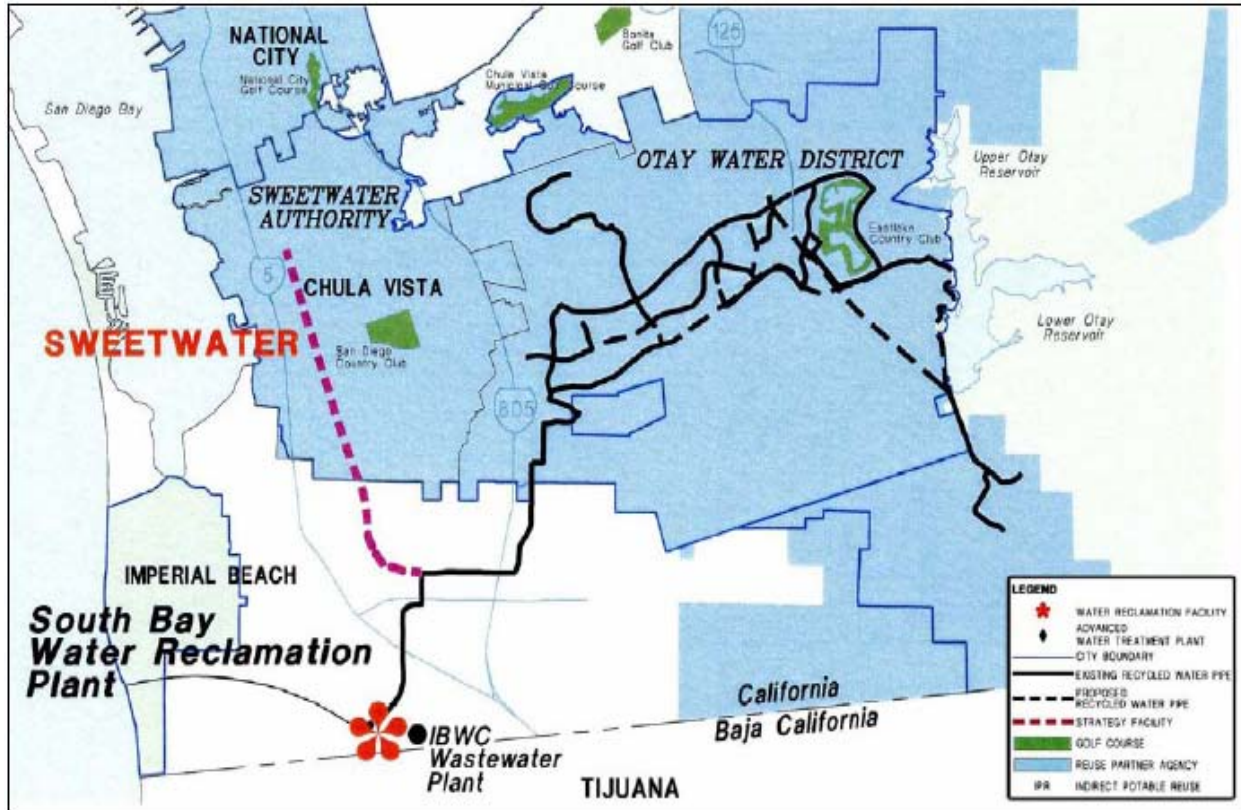 NATIONAL
CITY
National City
Golf Course
San Diego Bay
Chula Vista
Municipal Golf Course
Bonita
Golf Club
125
OTAY WATER DISTRICT
Upper Otay
Reservoir
SWEETWATER
AUTHORITY
Eastlake
Country Club
5
CHULA VISTA
SWEETWATER
San Diego
Country Club
Lower Otay
Reservoir
805
IMPERIAL BEACH
South Bay
Water Reclamation
Plant
California
Baja California
IBWC
Wastewater
Plant
TIJUANA
LEGEND
WATER RECLAMATION FACILITY
ADVANCED
WATER TREATMENT PLANT
CITY BOUNDARY
EXISTING RECYCLED WATER PIPE
PROPOSED
RECYCLED WATER PIPE
STRATEGY FACILITY
GOLF COURSE
REUSE PARTNER AGENCY
IPR INDIRECT POTABLE REUSE